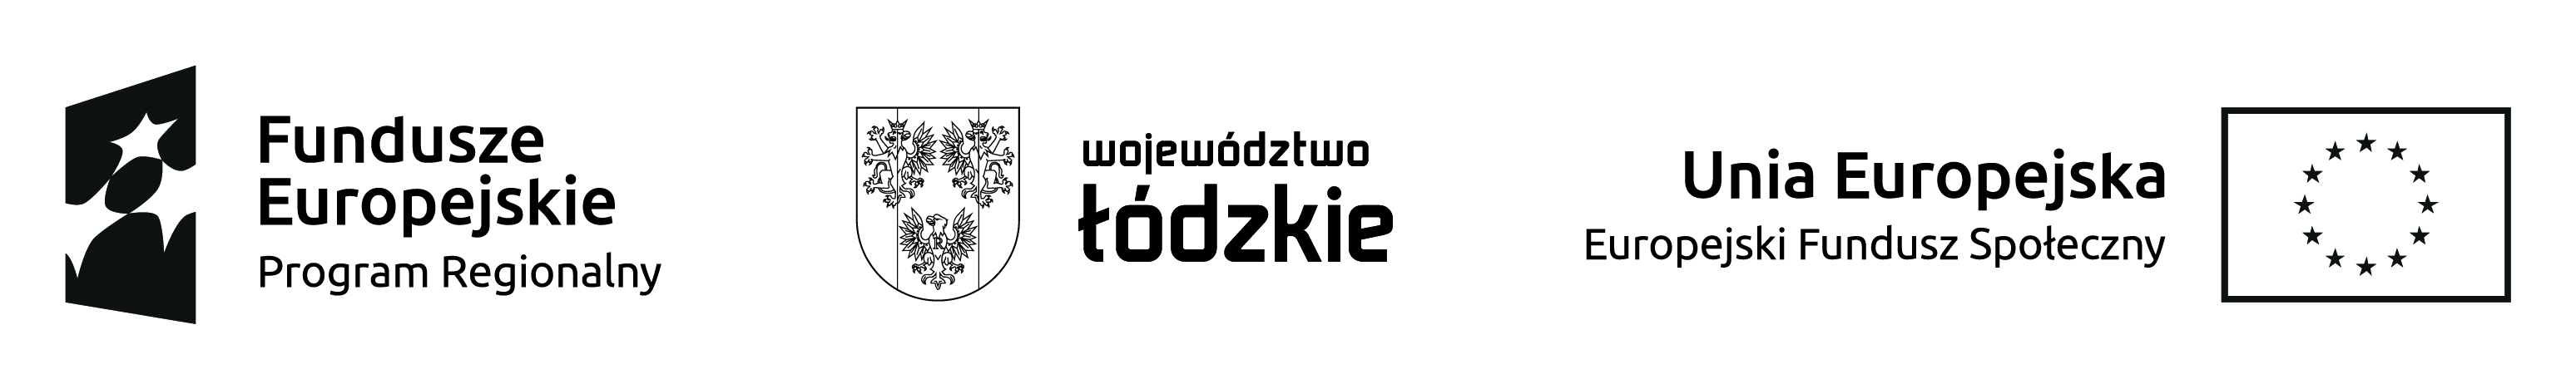 Fundusze
Europejskie
Program Regionalny
województwo
łódzkie
Unia Europejska
Europejski Fundusz Społeczny
R